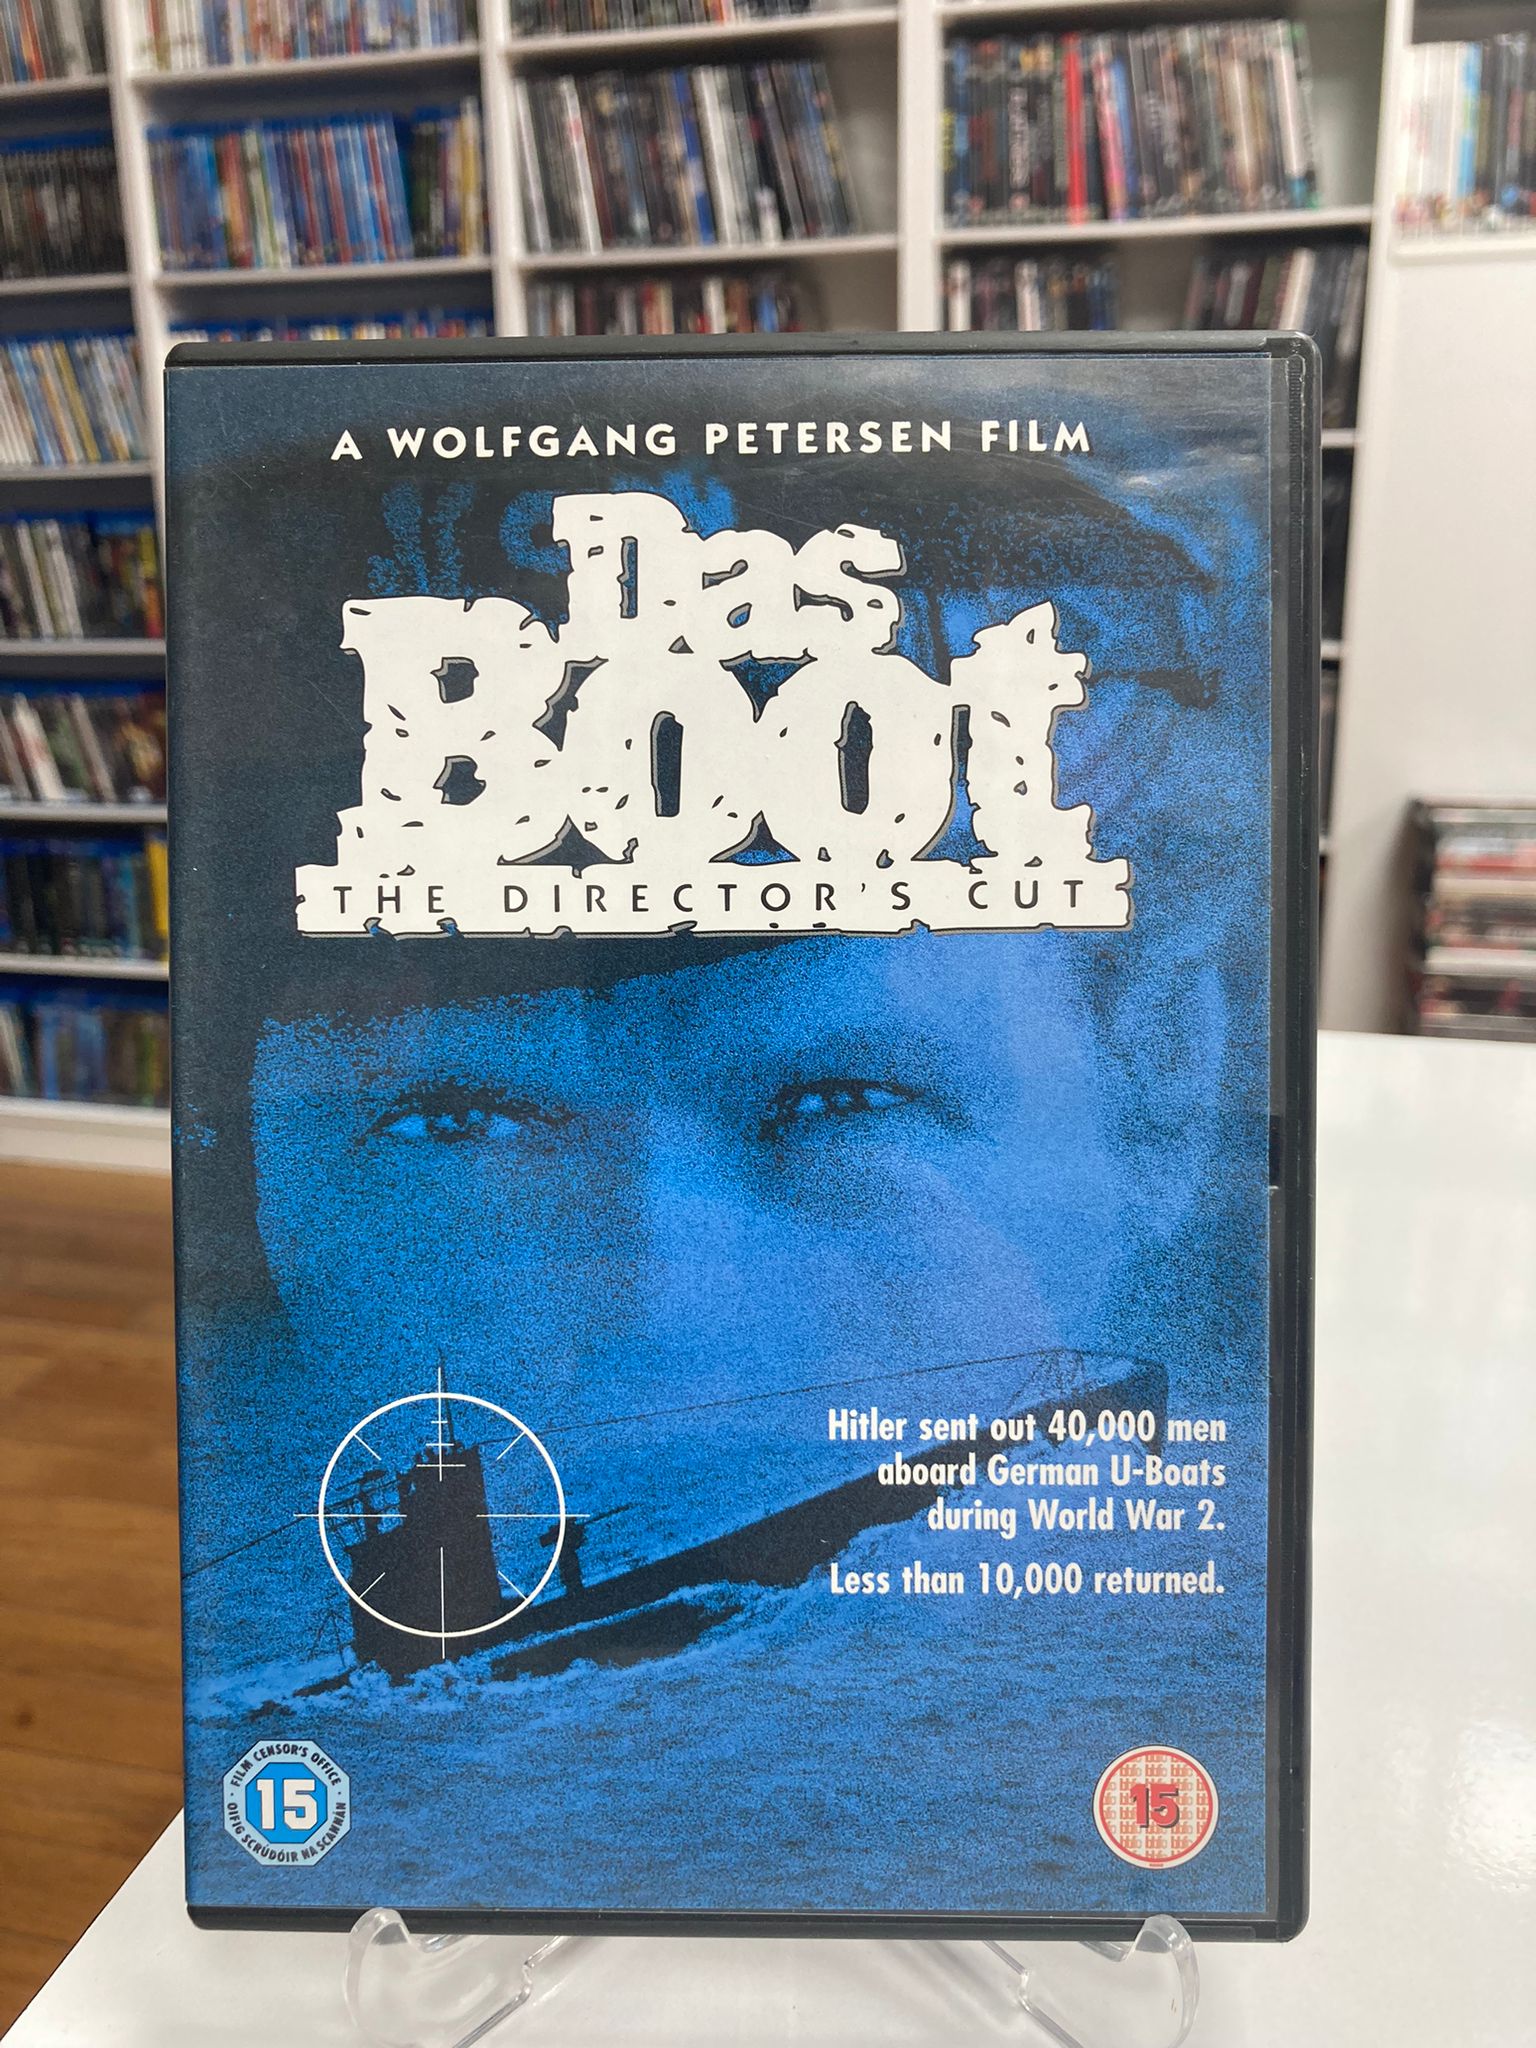 A WOLFGANG PETERSEN FILM
Das
Boot
THE DIRECTOR'S CUT
Hitler sent out 40,000 men
aboard German U-Boats
during World War 2.
Less than 10,000 returned.
FILM CENSOR'S OFFICE
15
OIFIG SCRÚDÓIR NA SCANNÁN
15